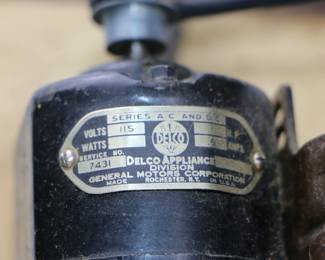 SERIES A.C. AND D.C.
VOLTS 115
DELCO
H.P.
WATTS
AMPS.
SERVICE NO.
7431
DELCO APPLIANCE
DIVISION
GENERAL MOTORS CORPORATION
MADE ROCHESTER, N.Y. IN U.S.A.